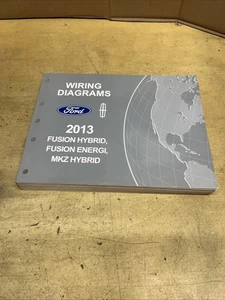 WIRING
DIAGRAMS
Ford
2013
FUSION HYBRID,
FUSION ENERGI,
MKZ HYBRID